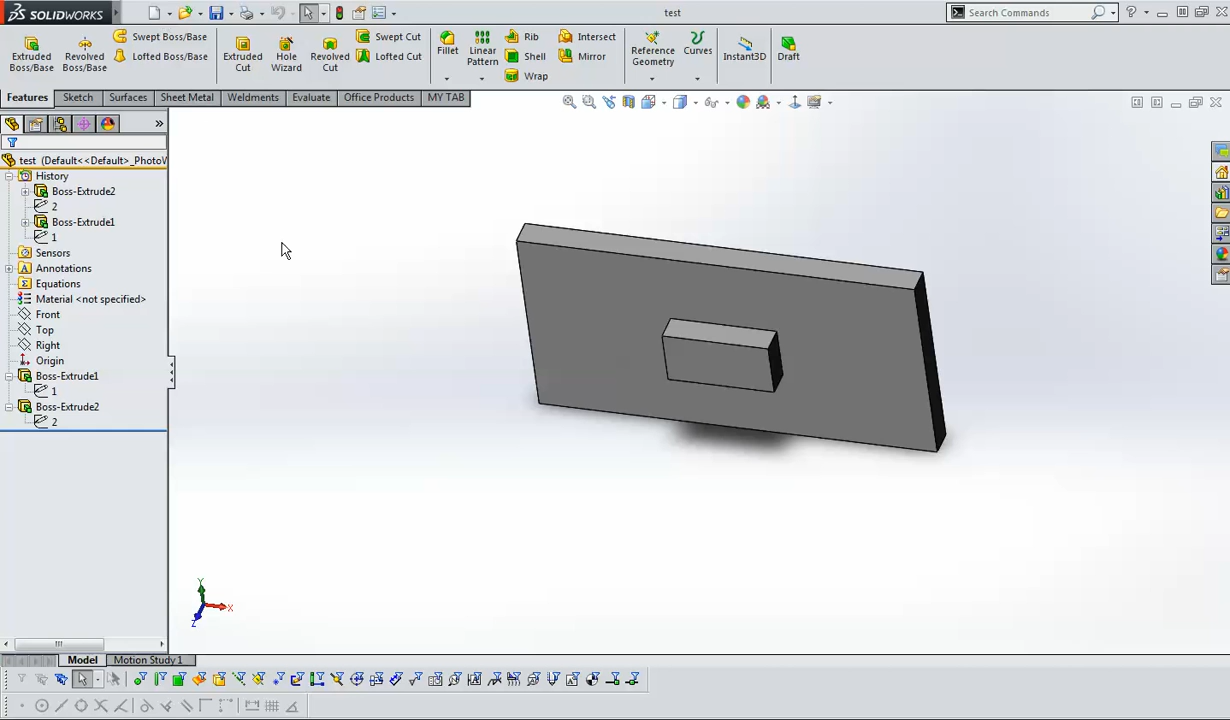 SOLIDWORKS
test
Search Commands
Extruded Boss/Base
Revolved Boss/Base
Swept Boss/Base
Lofted Boss/Base
Extruded Cut
Hole Wizard
Revolved Cut
Swept Cut
Lofted Cut
Fillet
Linear Pattern
Rib
Shell
Wrap
Intersect
Mirror
Reference Geometry
Curves
Instant3D
Draft
Features
Sketch
Surfaces
Sheet Metal
Weldments
Evaluate
Office Products
MY TAB
test (Default<<Default>_PhotoV
History
Boss-Extrude2
2
Boss-Extrude1
1
Sensors
Annotations
Equations
Material <not specified>
Front
Top
Right
Origin
Boss-Extrude1
1
Boss-Extrude2
2
Y
X
Z
Model
Motion Study 1